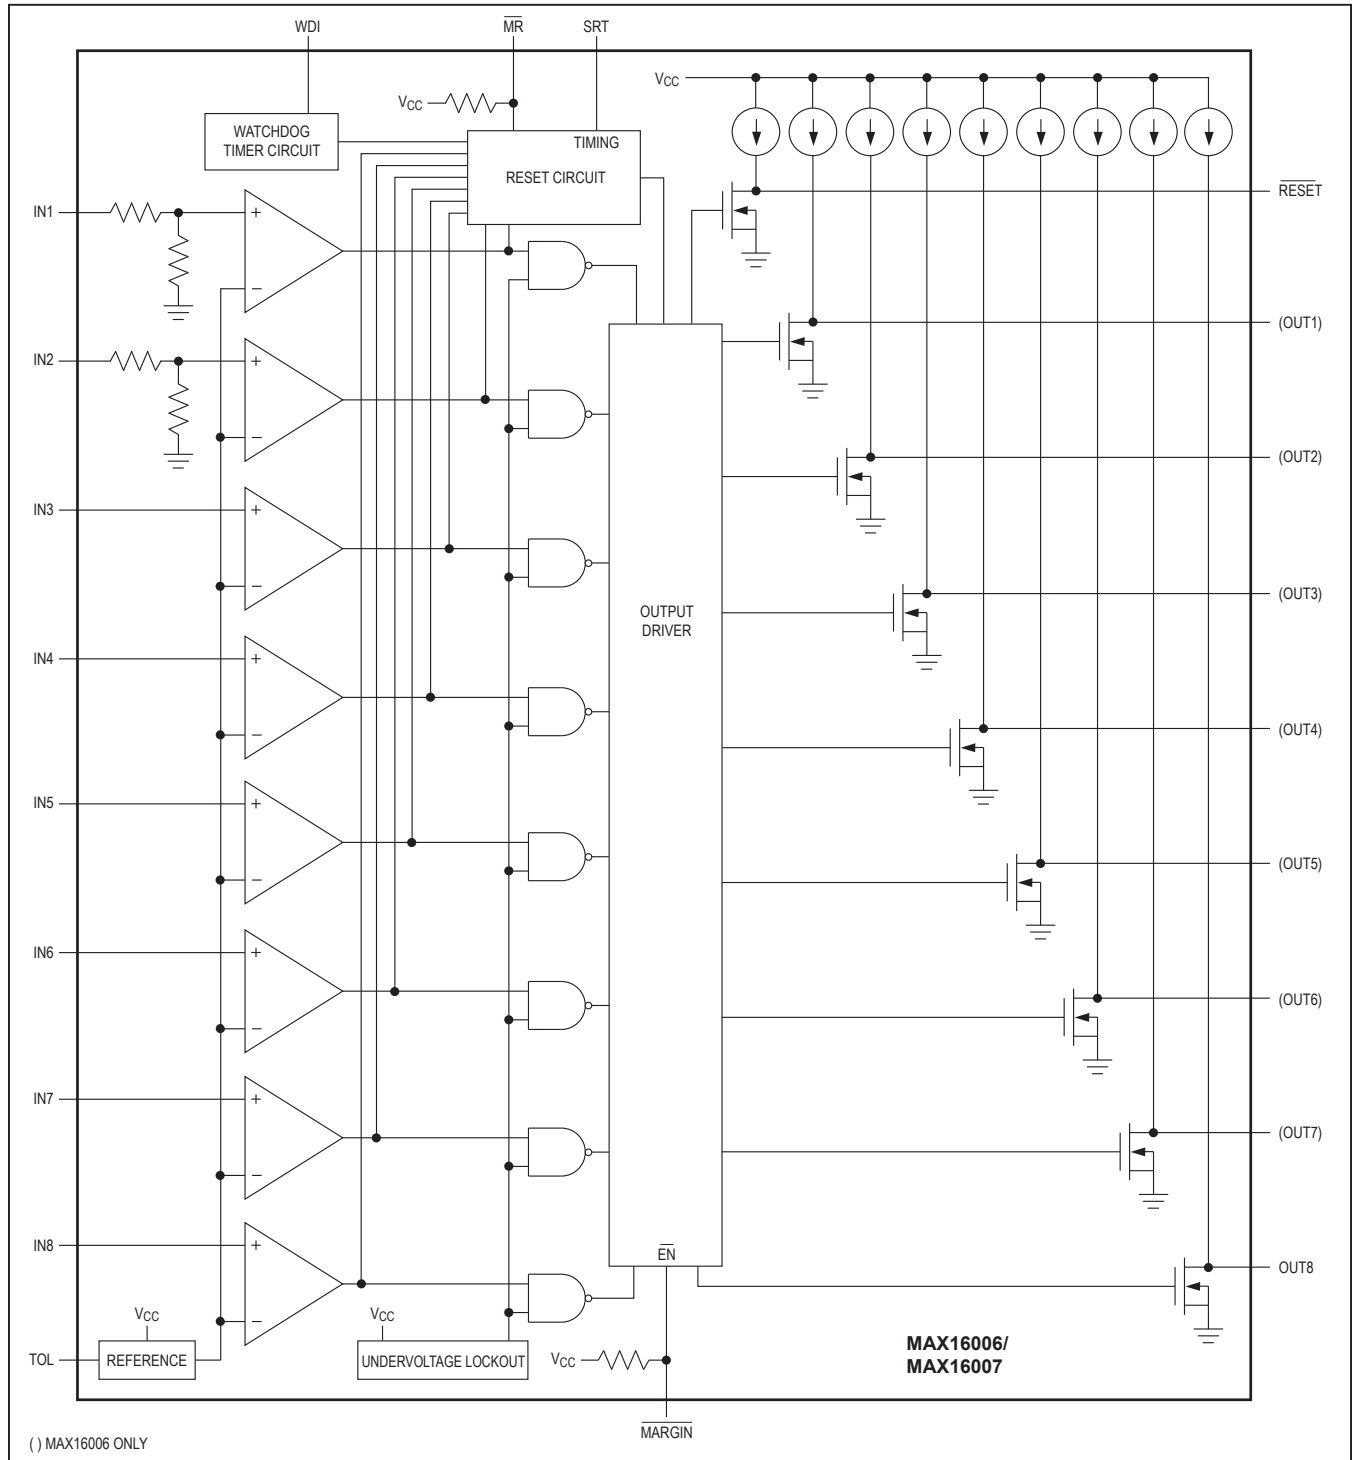 WDI
MR
SRT
VCC
VCC
WATCHDOG
TIMER CIRCUIT
TIMING
RESET CIRCUIT
RESET
IN1
+
−
(OUT1)
IN2
+
−
(OUT2)
IN3
+
−
(OUT3)
OUTPUT
DRIVER
IN4
+
−
(OUT4)
IN5
+
−
(OUT5)
IN6
+
−
(OUT6)
IN7
+
−
(OUT7)
IN8
+
−
EN
OUT8
VCC
VCC
TOL
REFERENCE
UNDERVOLTAGE LOCKOUT
VCC
MAX16006/
MAX16007
MARGIN
( ) MAX16006 ONLY